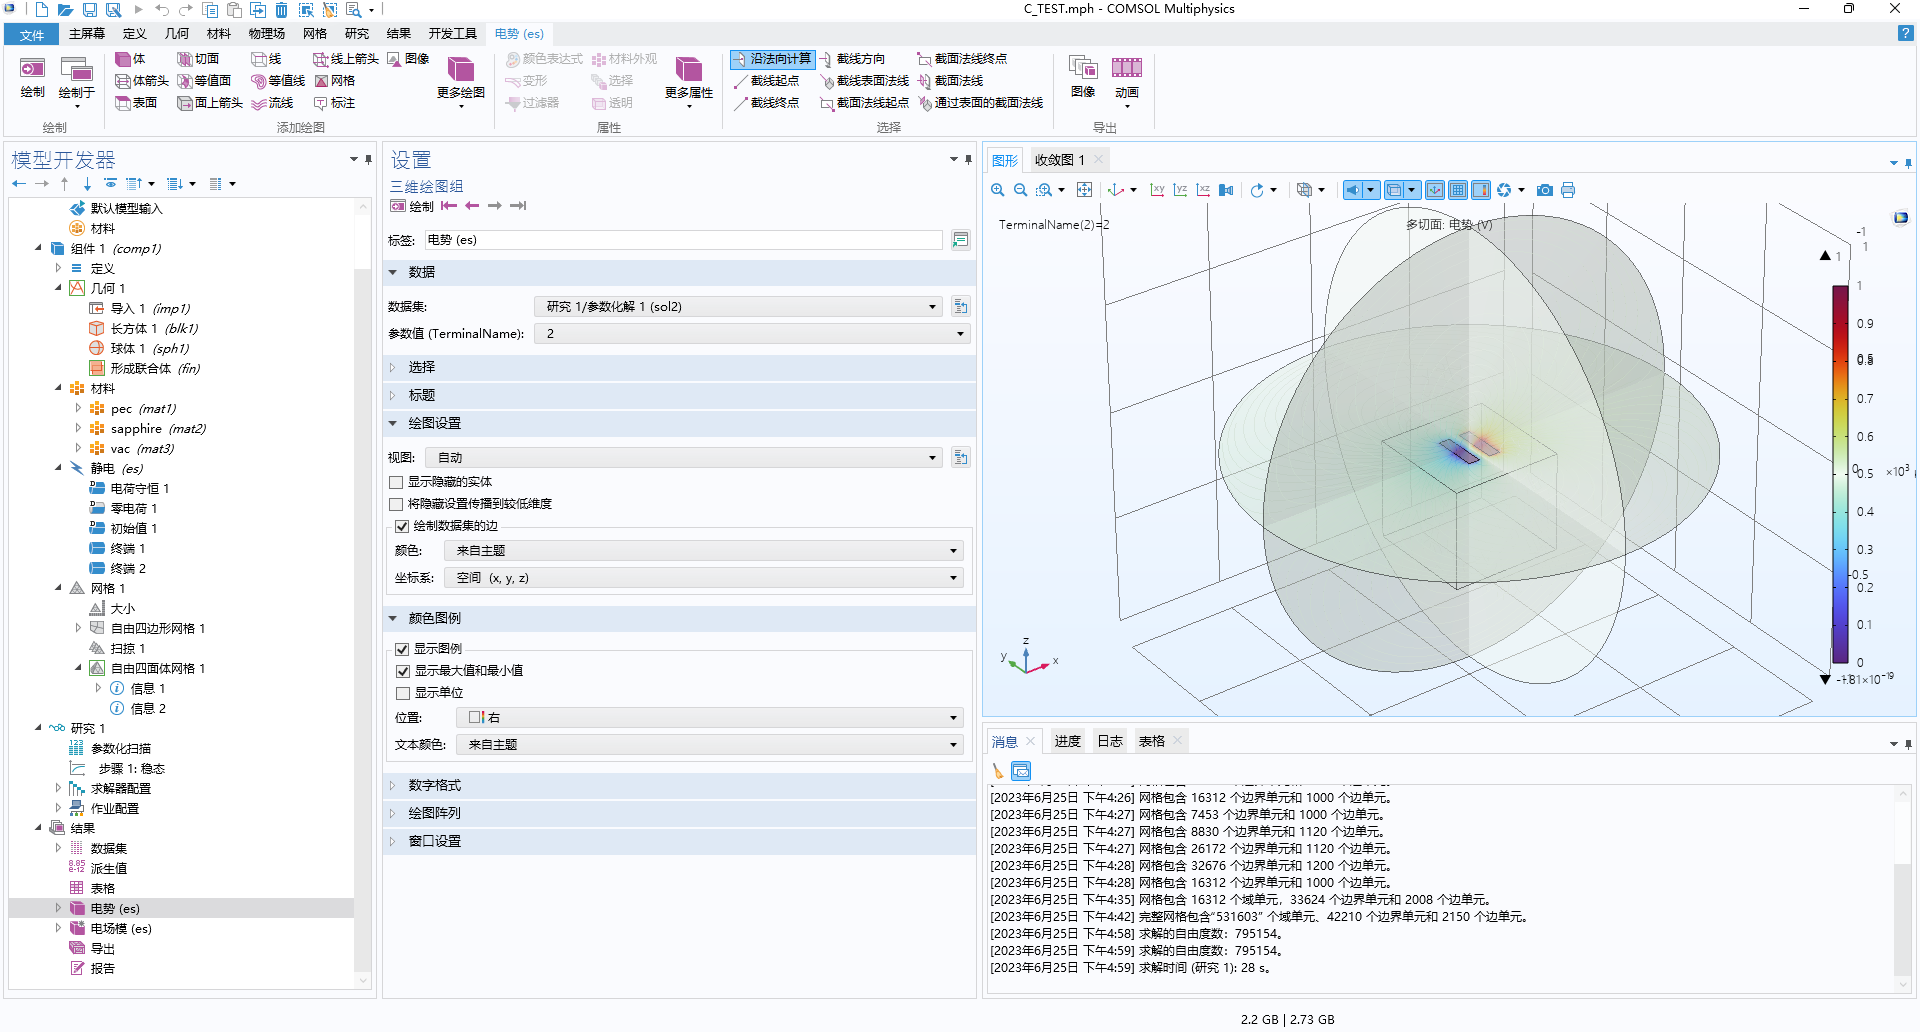 C_TEST.mph - COMSOL Multiphysics
文件
主屏幕
定义
几何
材料
物理场
网格
研究
结果
开发工具
电势 (es)
绘制
绘制于
绘制
体
切面
线
线上箭头
图像
体箭头
等值面
等值线
网格
表面
面上箭头
流线
标注
更多绘图
添加绘图
颜色表达式
材料外观
变形
选择
过滤器
透明
更多属性
属性
沿法向计算
截线方向
截面法线终点
截线起点
截线表面法线
截面法线
截线终点
截面法线起点
通过表面的截面法线
选择
图像
动画
导出
模型开发器
默认模型输入
材料
组件 1 (comp1)
定义
几何 1
导入 1 (imp1)
长方体 1 (blk1)
球体 1 (sph1)
形成联合体 (fin)
材料
pec (mat1)
sapphire (mat2)
vac (mat3)
静电 (es)
电荷守恒 1
零电荷 1
初始值 1
终端 1
终端 2
网格 1
大小
自由四边形网格 1
扫掠 1
自由四面体网格 1
信息 1
信息 2
研究 1
参数化扫描
步骤 1: 稳态
求解器配置
作业配置
结果
数据集
8.85
e-12
派生值
表格
电势 (es)
电场模 (es)
导出
报告
设置
三维绘图组
绘制
标签: 电势 (es)
数据
数据集: 研究 1/参数化解 1 (sol2)
参数值 (TerminalName): 2
选择
标题
绘图设置
视图: 自动
显示隐藏的实体
将隐藏设置传播到较低维度
绘制数据集的边
颜色: 来自主题
坐标系: 空间 (x, y, z)
颜色图例
显示图例
显示最大值和最小值
显示单位
位置: 右
文本颜色: 来自主题
数字格式
绘图阵列
窗口设置
图形
收敛图 1
xy
yz
xz
TerminalName(2)=2
多切面: 电势 (V)
-1
1
▲ 1
1
0.9
0.8
0.7
0.6
0.5
×10³
0.4
0.3
-0.5
0.2
0.1
0
z
y
x
消息
进度
日志
表格
[2023年6月25日 下午4:26] 网格包含 16312 个边界单元和 1000 个边单元。
[2023年6月25日 下午4:27] 网格包含 7453 个边界单元和 1000 个边单元。
[2023年6月25日 下午4:27] 网格包含 8830 个边界单元和 1120 个边单元。
[2023年6月25日 下午4:27] 网格包含 26172 个边界单元和 1120 个边单元。
[2023年6月25日 下午4:28] 网格包含 32676 个边界单元和 1200 个边单元。
[2023年6月25日 下午4:28] 网格包含 16312 个边界单元和 1000 个边单元。
[2023年6月25日 下午4:35] 网格包含 16312 个域单元，33624 个边界单元和 2008 个边单元。
[2023年6月25日 下午4:42] 完整网格包含“531603” 个域单元、42210 个边界单元和 2150 个边单元。
[2023年6月25日 下午4:58] 求解的自由度数：795154。
[2023年6月25日 下午4:59] 求解的自由度数：795154。
[2023年6月25日 下午4:59] 求解时间 (研究 1): 28 s。
2.2 GB | 2.73 GB